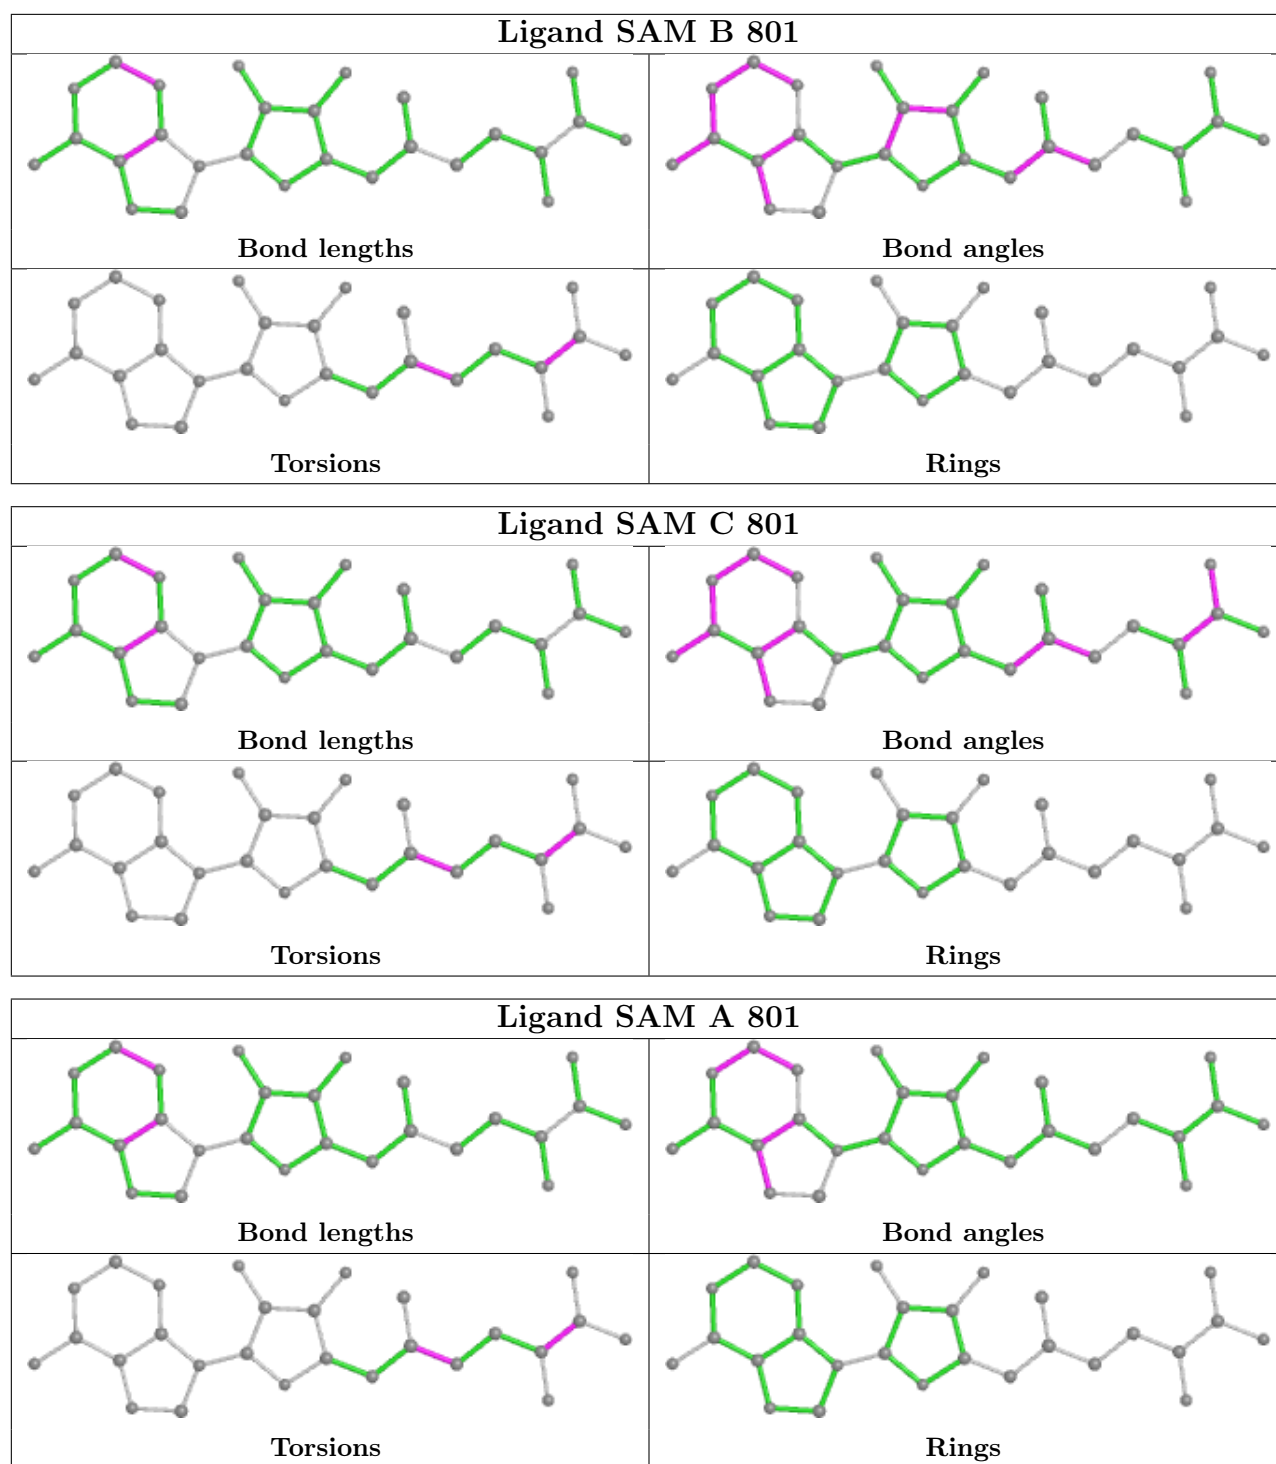 Ligand SAM B 801
Bond lengths
Bond angles
Torsions
Rings
Ligand SAM C 801
Bond lengths
Bond angles
Torsions
Rings
Ligand SAM A 801
Bond lengths
Bond angles
Torsions
Rings